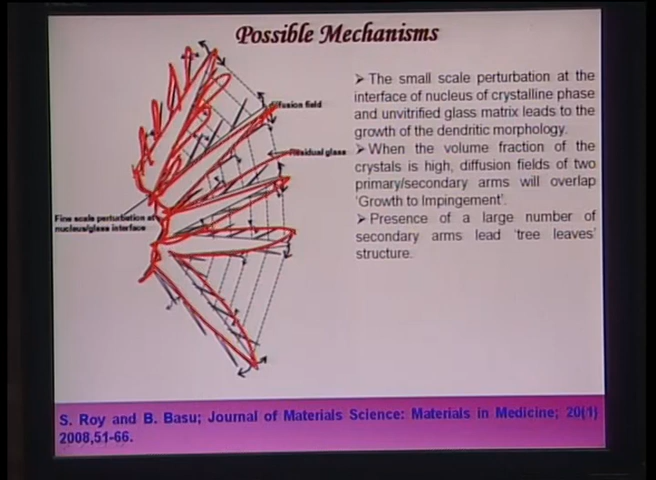 Possible Mechanisms
diffusion field
Residual glass
Fine scale perturbation at
nucleus/glass interface
➤ The small scale perturbation at the
interface of nucleus of crystalline phase
and unvitrified glass matrix leads to the
growth of the dendritic morphology.
➤When the volume fraction of the
crystals is high, diffusion fields of two
primary/secondary arms will overlap
'Growth to Impingement'.
➤Presence of a large number of
secondary arms lead 'tree leaves'
structure.
S. Roy and B. Basu; Journal of Materials Science: Materials in Medicine; 20(1)
2008,51-66.